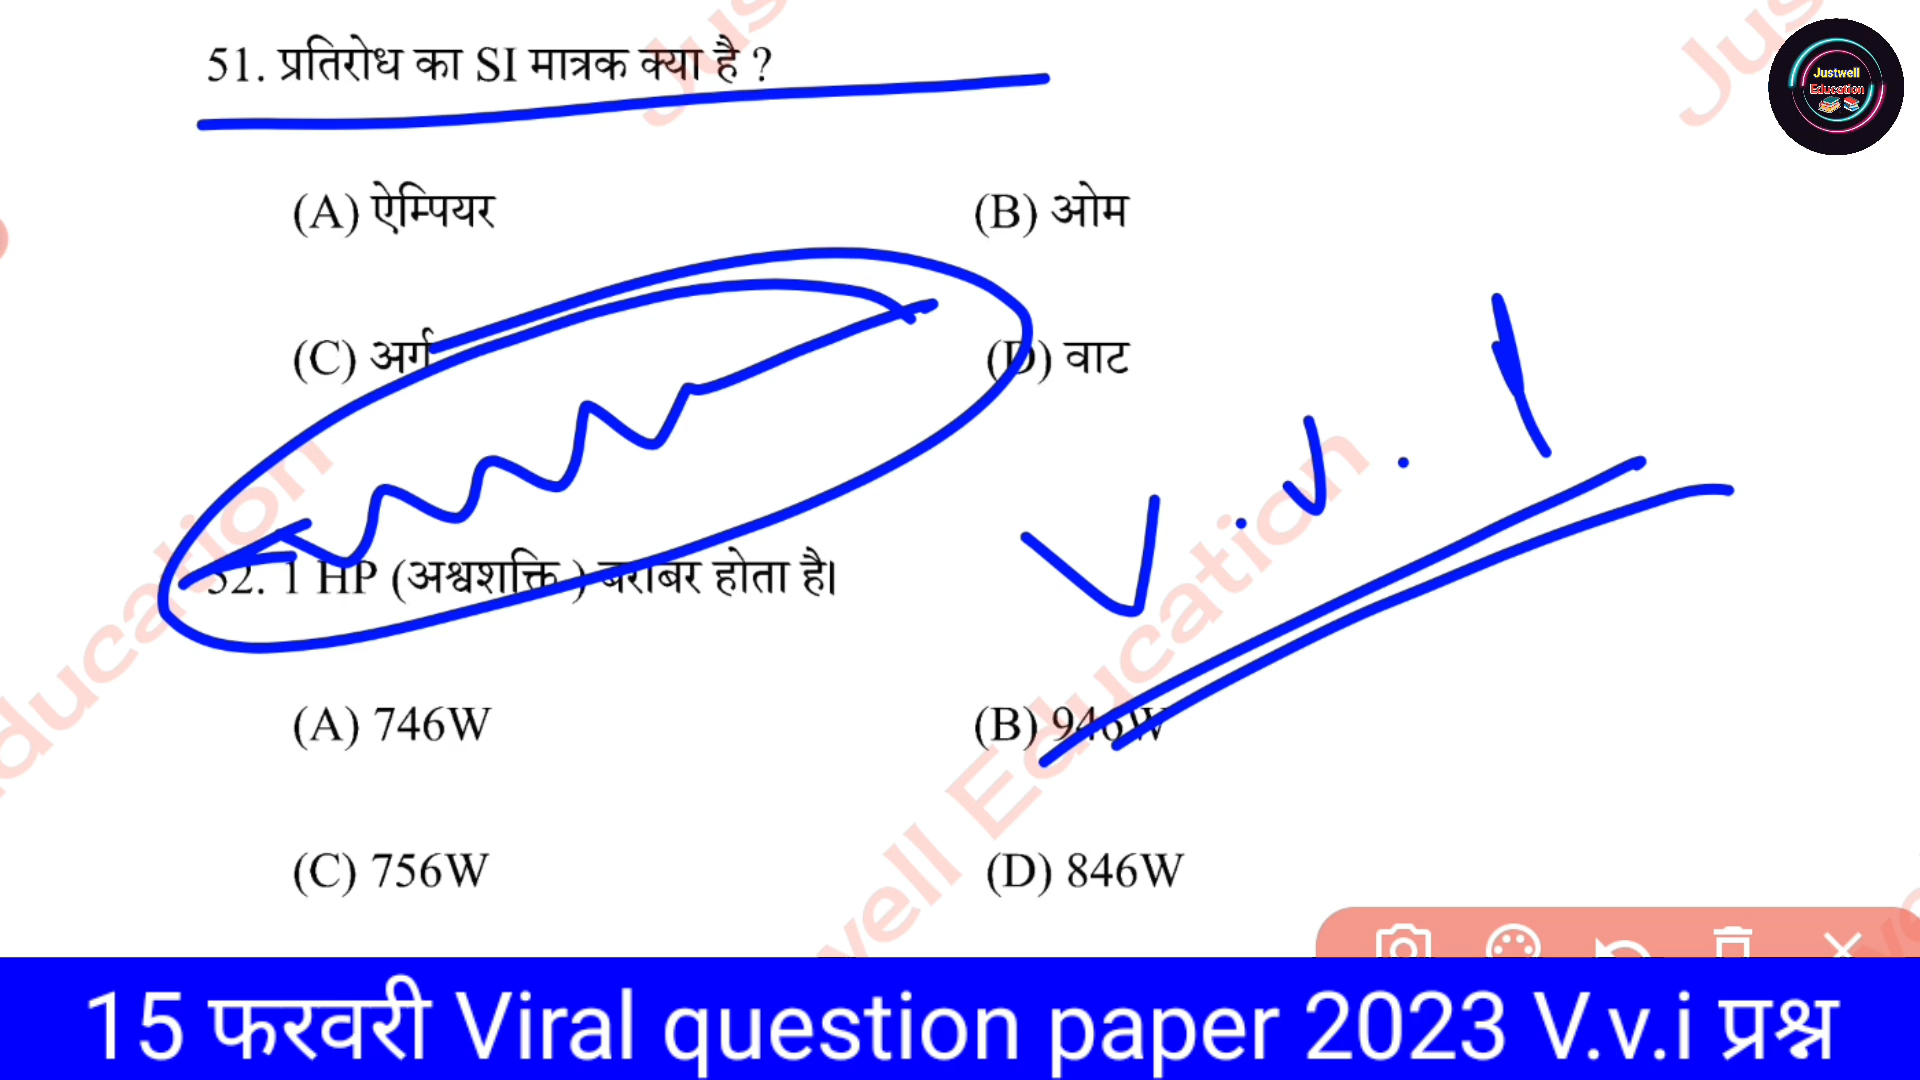 51. प्रतिरोध का SI मात्रक क्या है ?
Justwell
Education
(A) ऐम्पियर (B) ओम
(C) अर्ग (D) वाट
V.V.I
52. 1 HP (अश्वशक्ति ) बराबर होता है।
(A) 746W (B) 946W
(C) 756W (D) 846W
15 फरवरी Viral question paper 2023 V.v.i प्रश्न